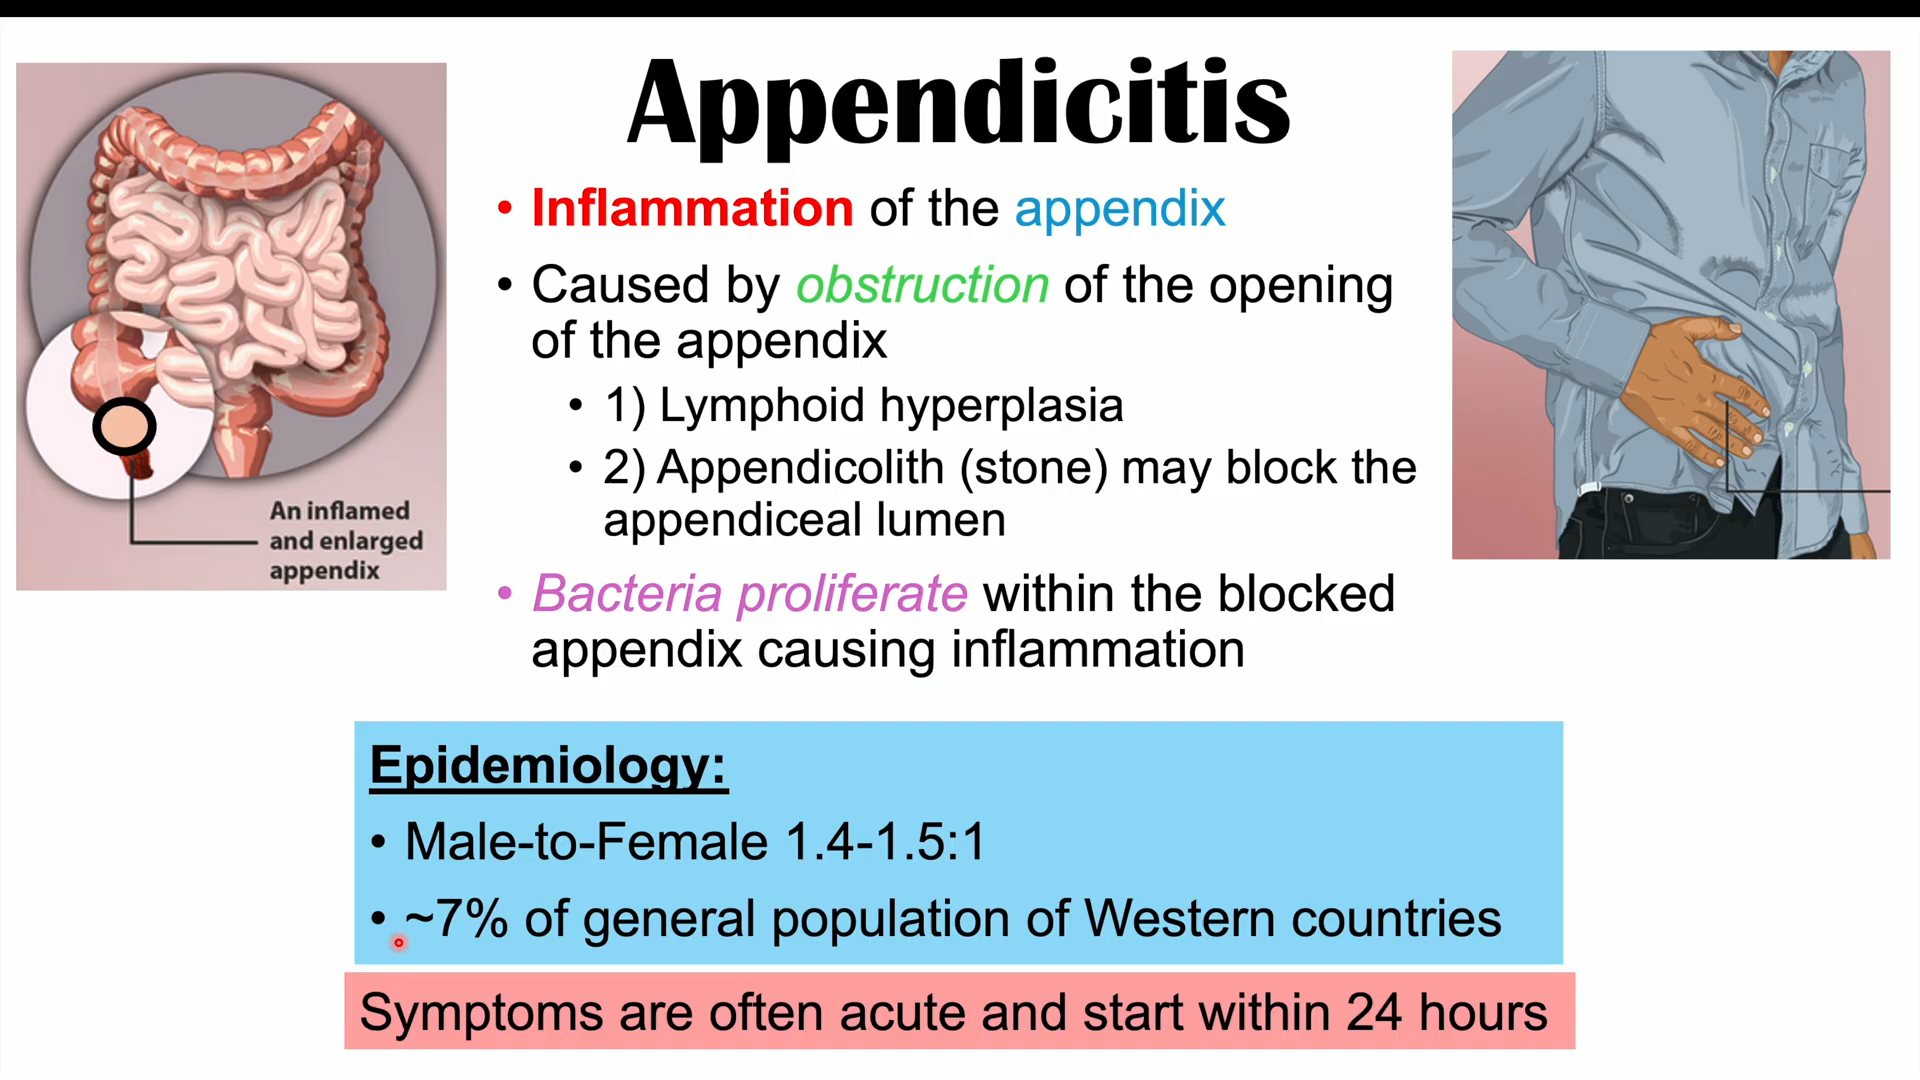 Appendicitis
• Inflammation of the appendix
• Caused by obstruction of the opening
of the appendix
• 1) Lymphoid hyperplasia
• 2) Appendicolith (stone) may block the
appendiceal lumen
• Bacteria proliferate within the blocked
appendix causing inflammation
An inflamed
and enlarged
appendix
Epidemiology:
• Male-to-Female 1.4-1.5:1
• ~7% of general population of Western countries
Symptoms are often acute and start within 24 hours